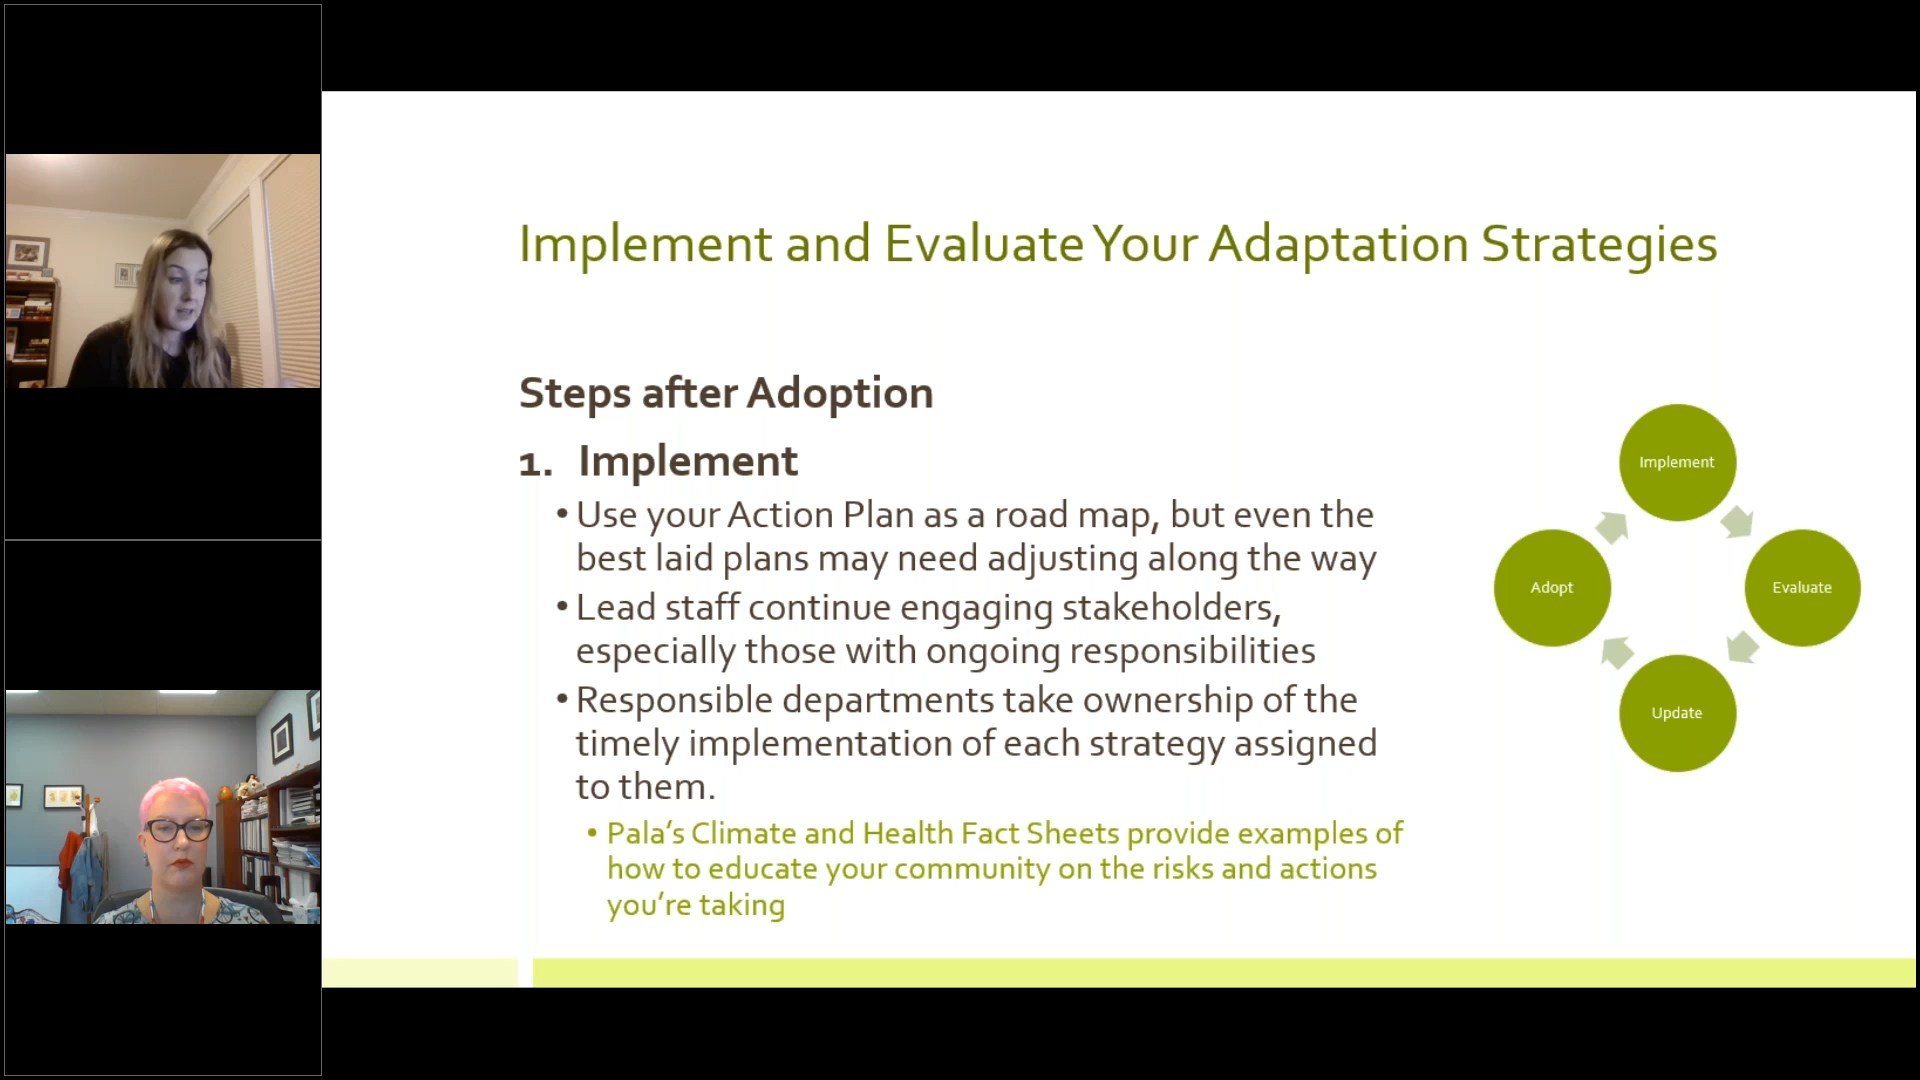 Implement and Evaluate Your Adaptation Strategies
Steps after Adoption
1. Implement
• Use your Action Plan as a road map, but even the
best laid plans may need adjusting along the way
• Lead staff continue engaging stakeholders,
especially those with ongoing responsibilities
• Responsible departments take ownership of the
timely implementation of each strategy assigned
to them.
• Pala’s Climate and Health Fact Sheets provide examples of
how to educate your community on the risks and actions
you’re taking
Implement
Evaluate
Update
Adopt